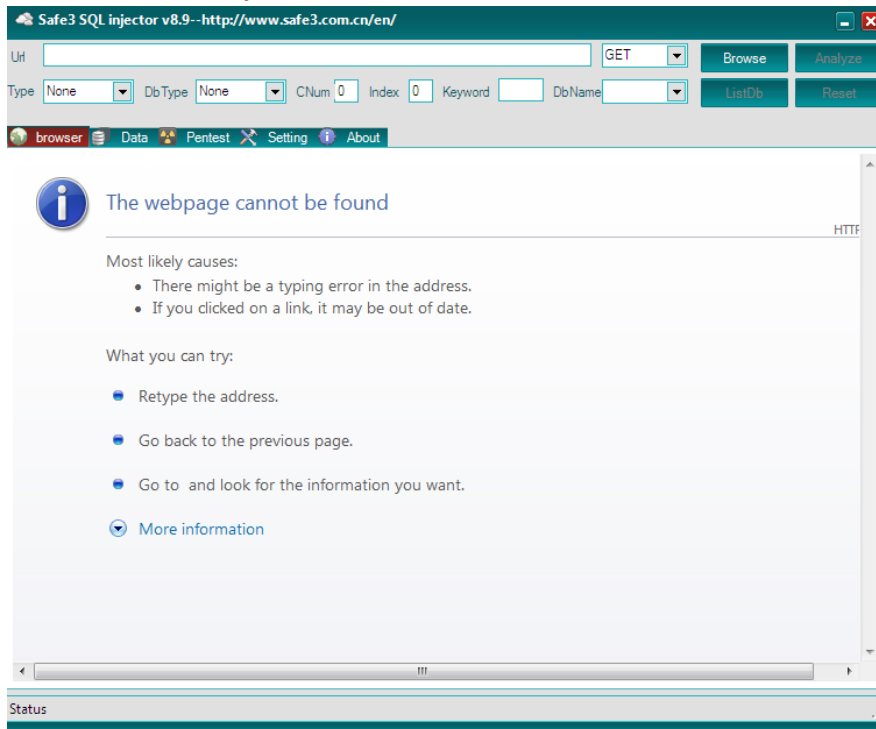 Safe3 SQL injector v8.9--http://www.safe3.com.cn/en/
Url GET Browse Analyze
Type None DbType None CNum 0 Index 0 Keyword DbName ListDb Reset
browser Data Pentest Setting About
The webpage cannot be found
HTTP
Most likely causes:
There might be a typing error in the address.
If you clicked on a link, it may be out of date.
What you can try:
Retype the address.
Go back to the previous page.
Go to and look for the information you want.
More information
Status